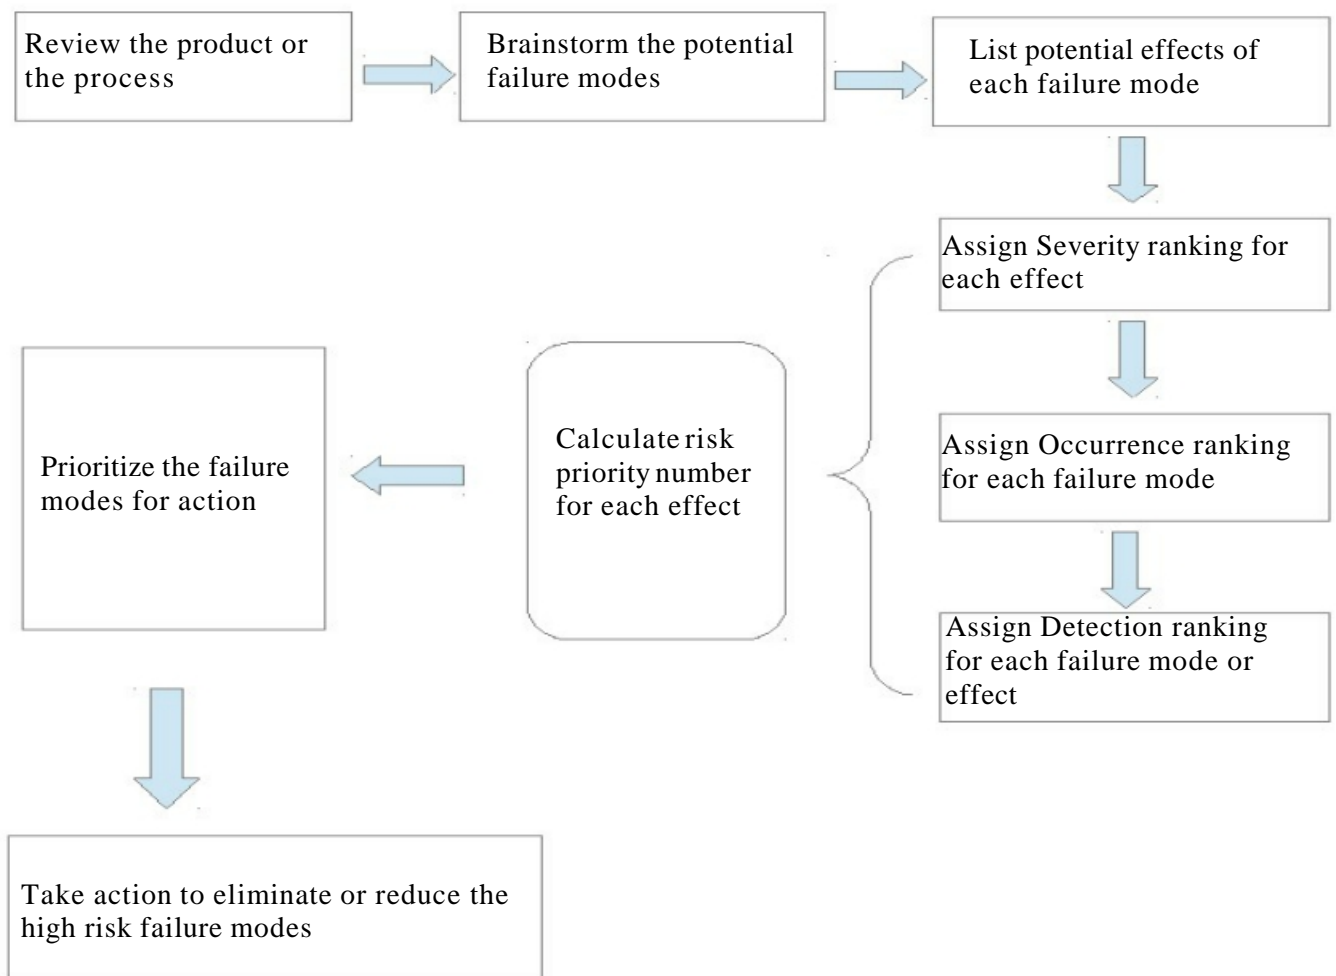 Review the product or
the process
Brainstorm the potential
failure modes
List potential effects of
each failure mode
Assign Severity ranking for
each effect
Assign Occurrence ranking
for each failure mode
Assign Detection ranking
for each failure mode or
effect
Calculate risk
priority number
for each effect
Prioritize the failure
modes for action
Take action to eliminate or reduce the
high risk failure modes